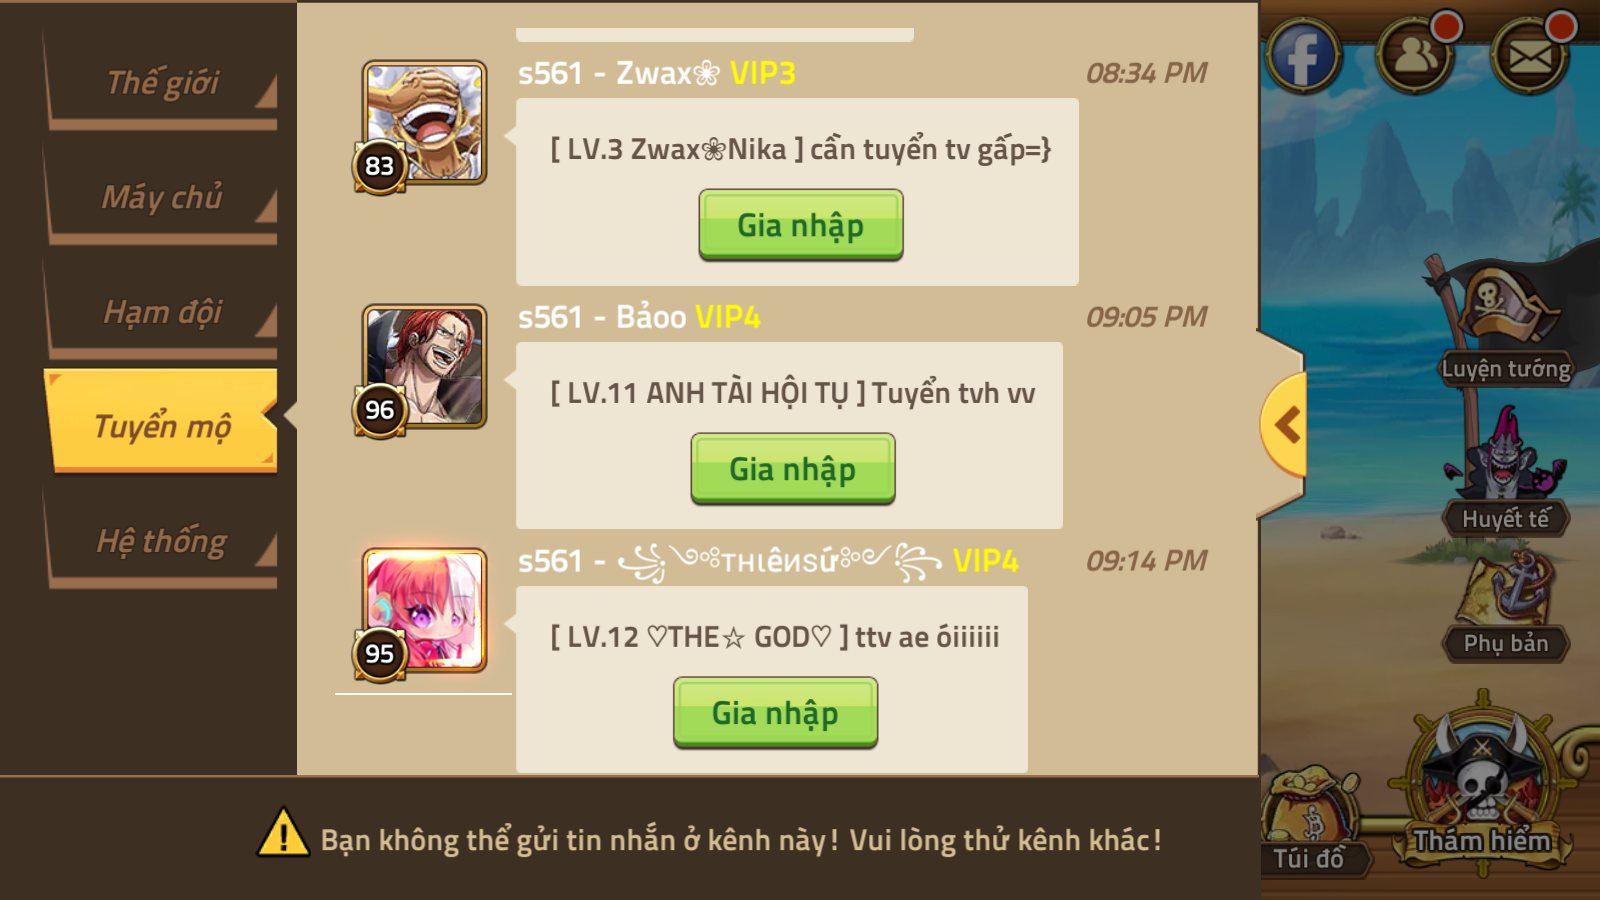 Thế giới
Máy chủ
Hạm đội
Tuyển mộ
Hệ thống
s561 - Zwax❀ VIP3
08:34 PM
83
[ LV.3 Zwax❀Nika ] cần tuyển tv gấp=}
Gia nhập
s561 - Bảoo VIP4
09:05 PM
96
[ LV.11 ANH TÀI HỘI TỤ ] Tuyển tvh vv
Gia nhập
s561 - ꧁༺ᴛнιêиѕứ༻꧂ VIP4
09:14 PM
95
[ LV.12 ♡THE☆ GOD♡ ] ttv ae óiiiiii
Gia nhập
Bạn không thể gửi tin nhắn ở kênh này! Vui lòng thử kênh khác!
Luyện tướng
Huyết tế
Phụ bản
Túi đồ
Thám hiểm